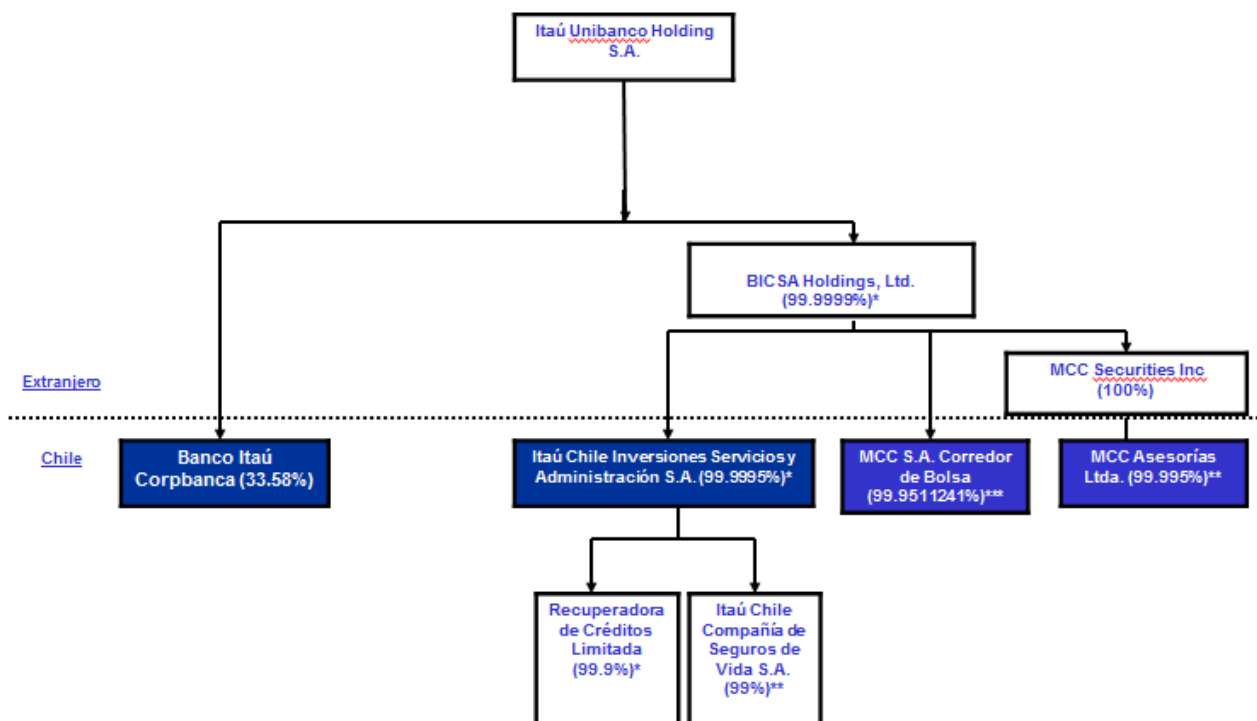 Itaú Unibanco Holding
S.A.
BICSA Holdings, Ltd.
(99.9999%)*
MCC Securities Inc
(100%)
Extranjero
Chile
Banco Itaú
Corpbanca (33.58%)
Itaú Chile Inversiones Servicios y
Administración S.A. (99.9995%)*
MCC S.A. Corredor
de Bolsa
(99.9511241%)***
MCC Asesorías
Ltda. (99.995%)**
Recuperadora
de Créditos
Limitada
(99.9%)*
Itaú Chile
Compañía de
Seguros de
Vida S.A.
(99%)**